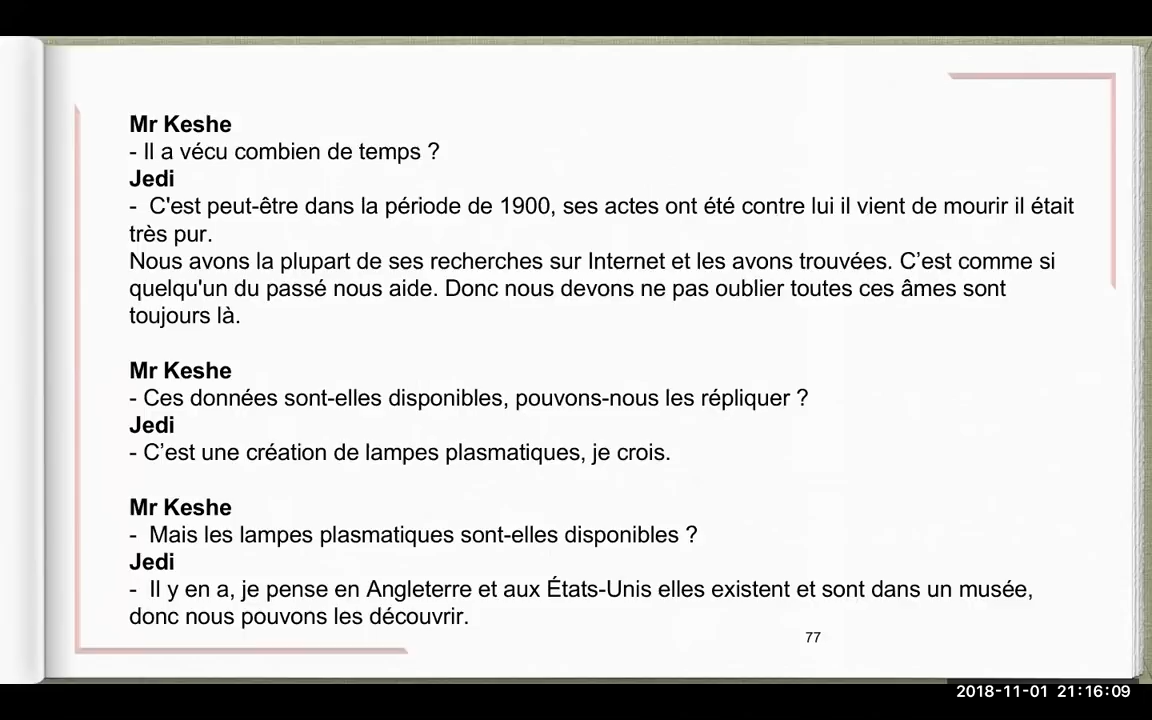 Mr Keshe
- Il a vécu combien de temps ?
Jedi
-  C'est peut-être dans la période de 1900, ses actes ont été contre lui il vient de mourir il était
très pur.
Nous avons la plupart de ses recherches sur Internet et les avons trouvées. C’est comme si
quelqu'un du passé nous aide. Donc nous devons ne pas oublier toutes ces âmes sont
toujours là.
Mr Keshe
- Ces données sont-elles disponibles, pouvons-nous les répliquer ?
Jedi
- C’est une création de lampes plasmatiques, je crois.
Mr Keshe
-  Mais les lampes plasmatiques sont-elles disponibles ?
Jedi
-  Il y en a, je pense en Angleterre et aux États-Unis elles existent et sont dans un musée,
donc nous pouvons les découvrir.
77
2018-11-01 21:16:09